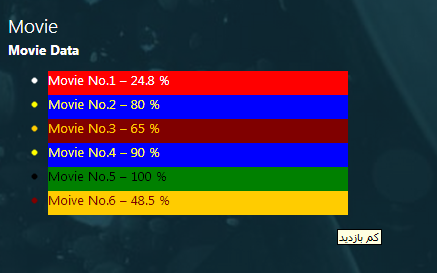 Movie
Movie Data
Movie No.1 – 24.8 %
Movie No.2 – 80 %
Movie No.3 – 65 %
Movie No.4 – 90 %
Movie No.5 – 100 %
Moive No.6 – 48.5 %
کم بازدید